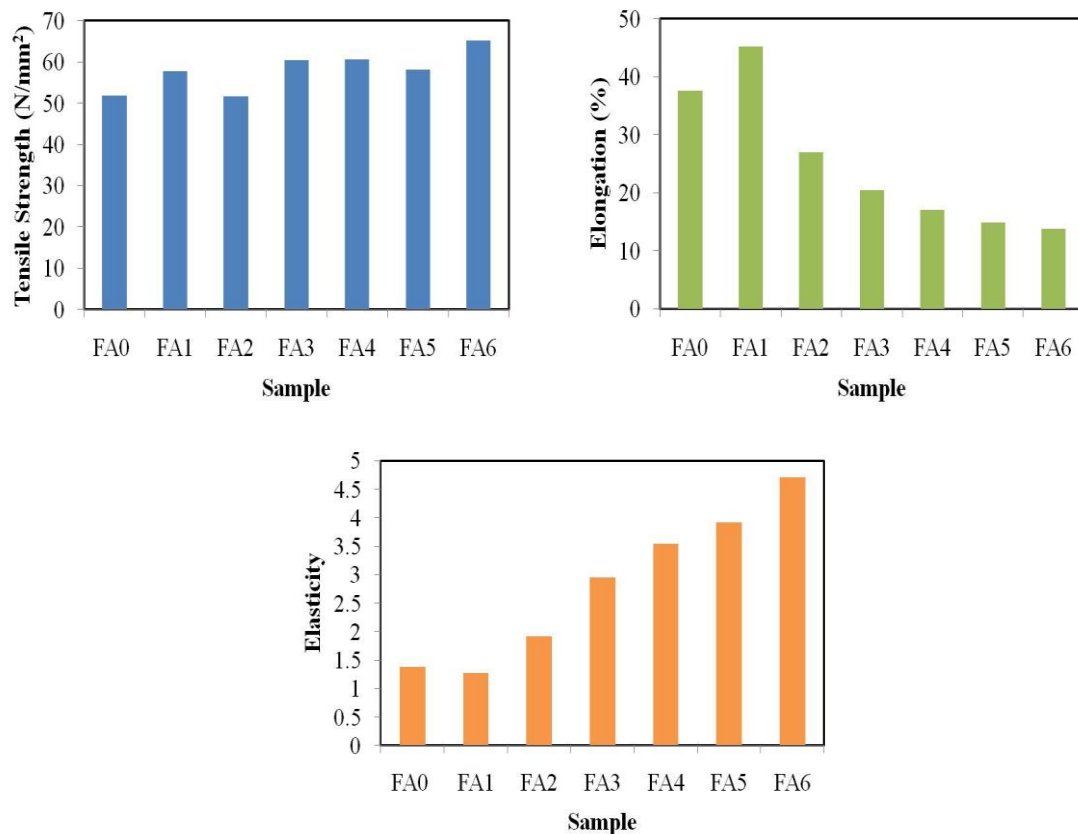 Tensile Strength (N/mm²)
70
60
50
40
30
20
10
0
FA0 FA1 FA2 FA3 FA4 FA5 FA6
Sample
Elongation (%)
50
40
30
20
10
0
FA0 FA1 FA2 FA3 FA4 FA5 FA6
Sample
Elasticity
5
4.5
4
3.5
3
2.5
2
1.5
1
0.5
0
FA0 FA1 FA2 FA3 FA4 FA5 FA6
Sample